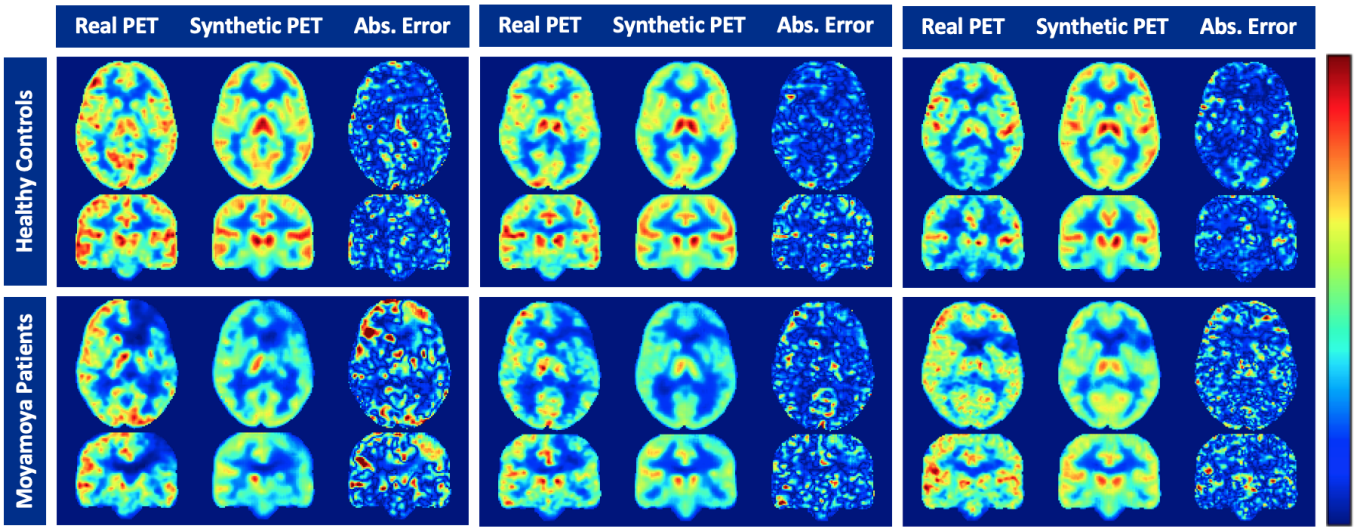 Real PET Synthetic PET Abs. Error
Real PET Synthetic PET Abs. Error
Real PET Synthetic PET Abs. Error
Healthy Controls
Moyamoya Patients